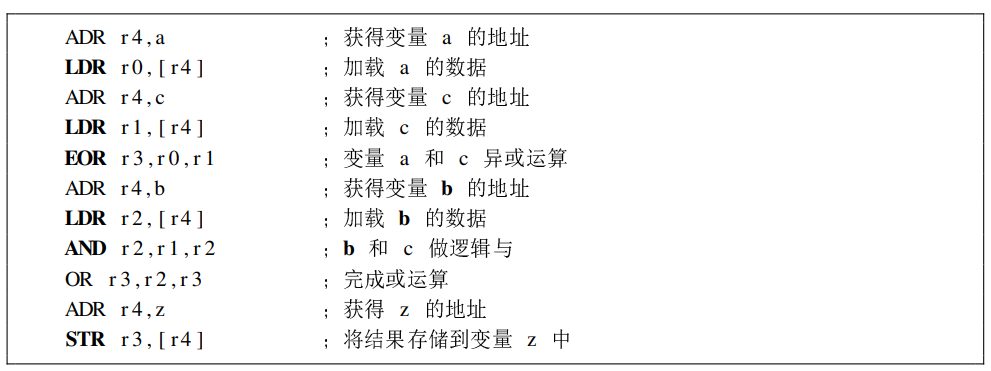 ADR r4,a ; 获得变量 a 的地址
LDR r0,[r4] ; 加载 a 的数据
ADR r4,c ; 获得变量 c 的地址
LDR r1,[r4] ; 加载 c 的数据
EOR r3,r0,r1 ; 变量 a 和 c 异或运算
ADR r4,b ; 获得变量 b 的地址
LDR r2,[r4] ; 加载 b 的数据
AND r2,r1,r2 ; b 和 c 做逻辑与
OR r3,r2,r3 ; 完成或运算
ADR r4,z ; 获得 z 的地址
STR r3,[r4] ; 将结果存储到变量 z 中